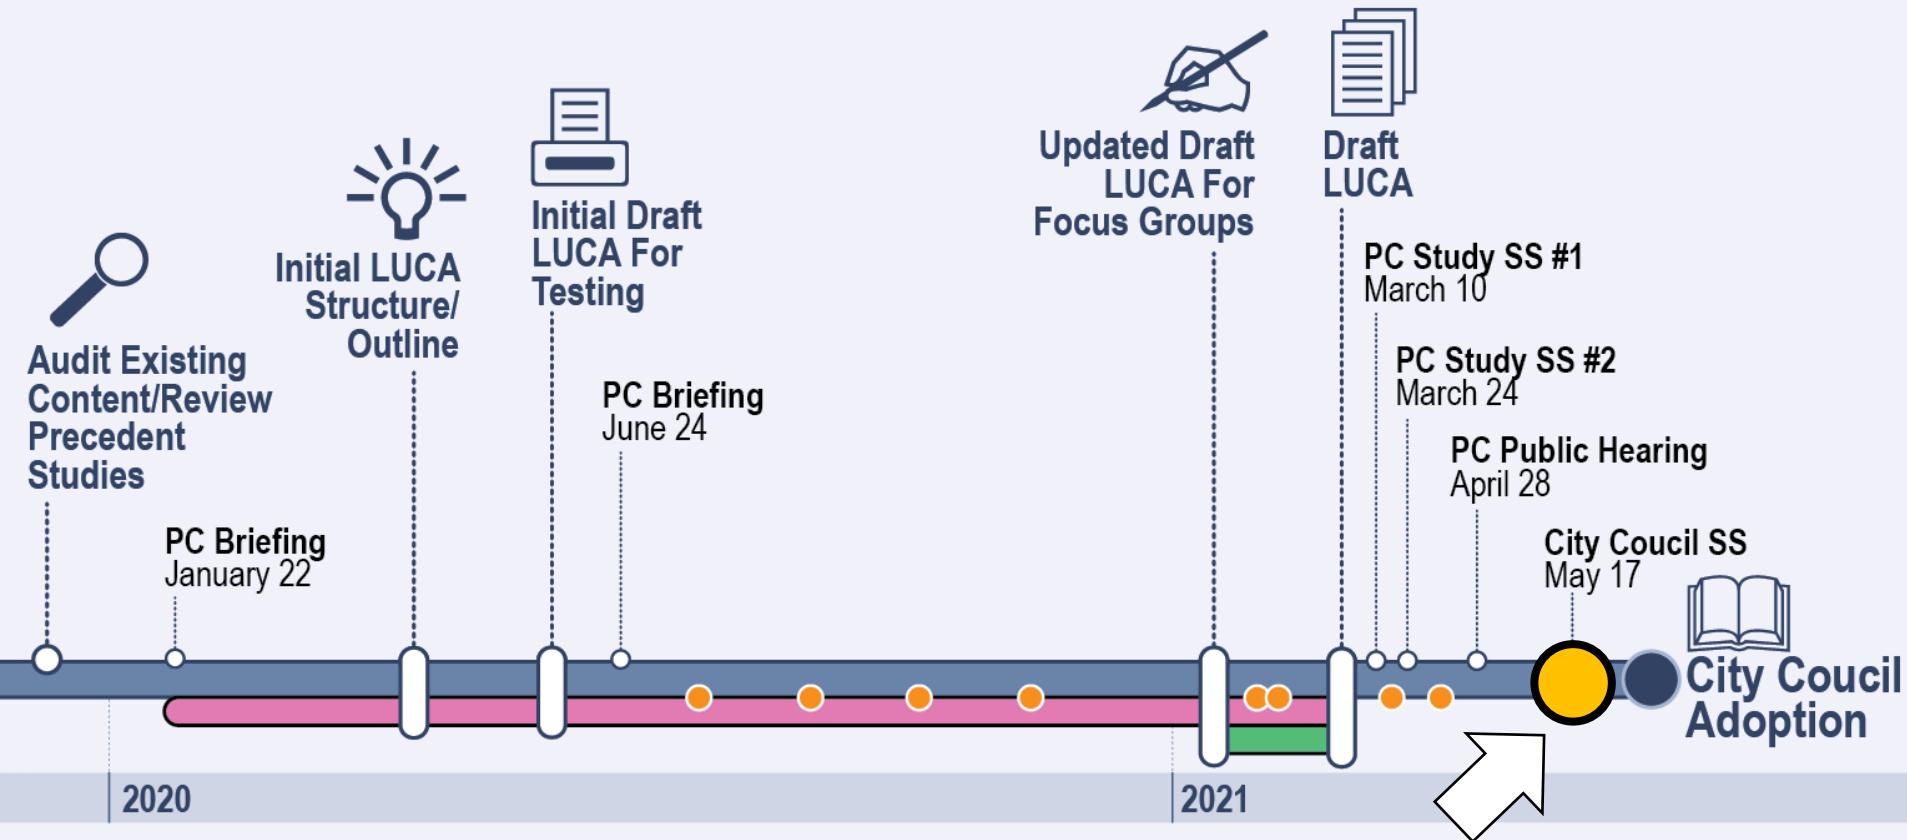 Audit Existing
Content/Review
Precedent
Studies
PC Briefing
January 22
Initial LUCA
Structure/
Outline
Initial Draft
LUCA For
Testing
PC Briefing
June 24
Updated Draft
LUCA For
Focus Groups
Draft
LUCA
PC Study SS #1
March 10
PC Study SS #2
March 24
PC Public Hearing
April 28
City Coucil SS
May 17
City Coucil
Adoption
2020
2021